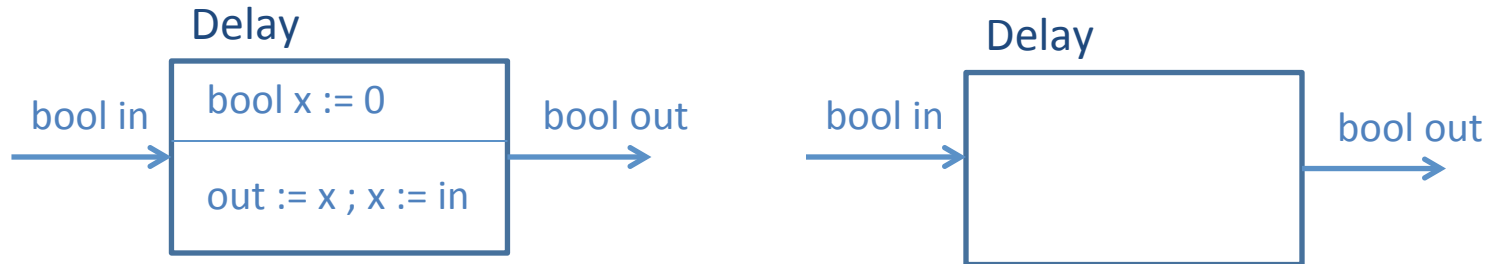 Delay
bool in
bool x := 0
out := x ; x := in
bool out
Delay
bool in
bool out